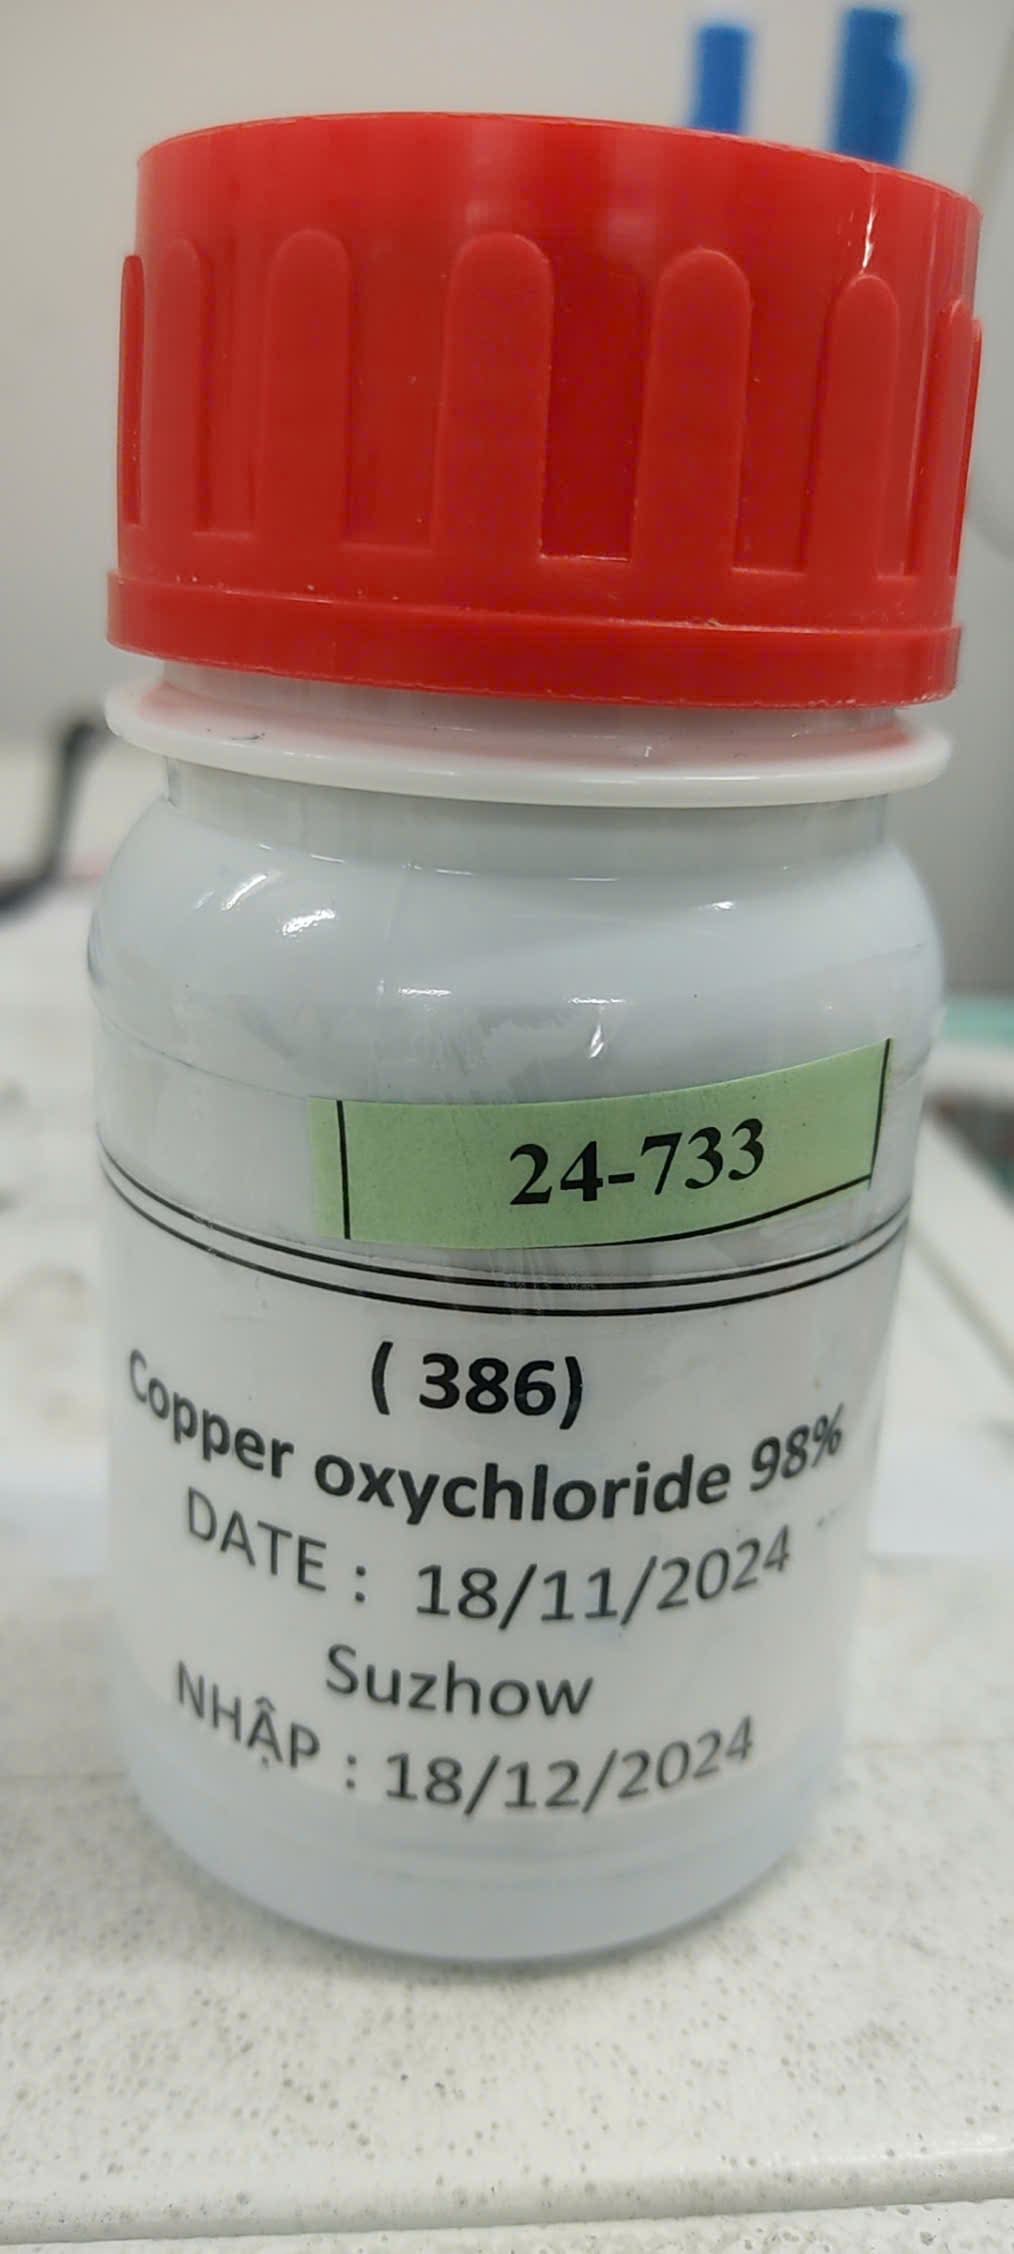 24-733
( 386)
Copper oxychloride 98%
DATE : 18/11/2024
Suzhow
NHẬP : 18/12/2024